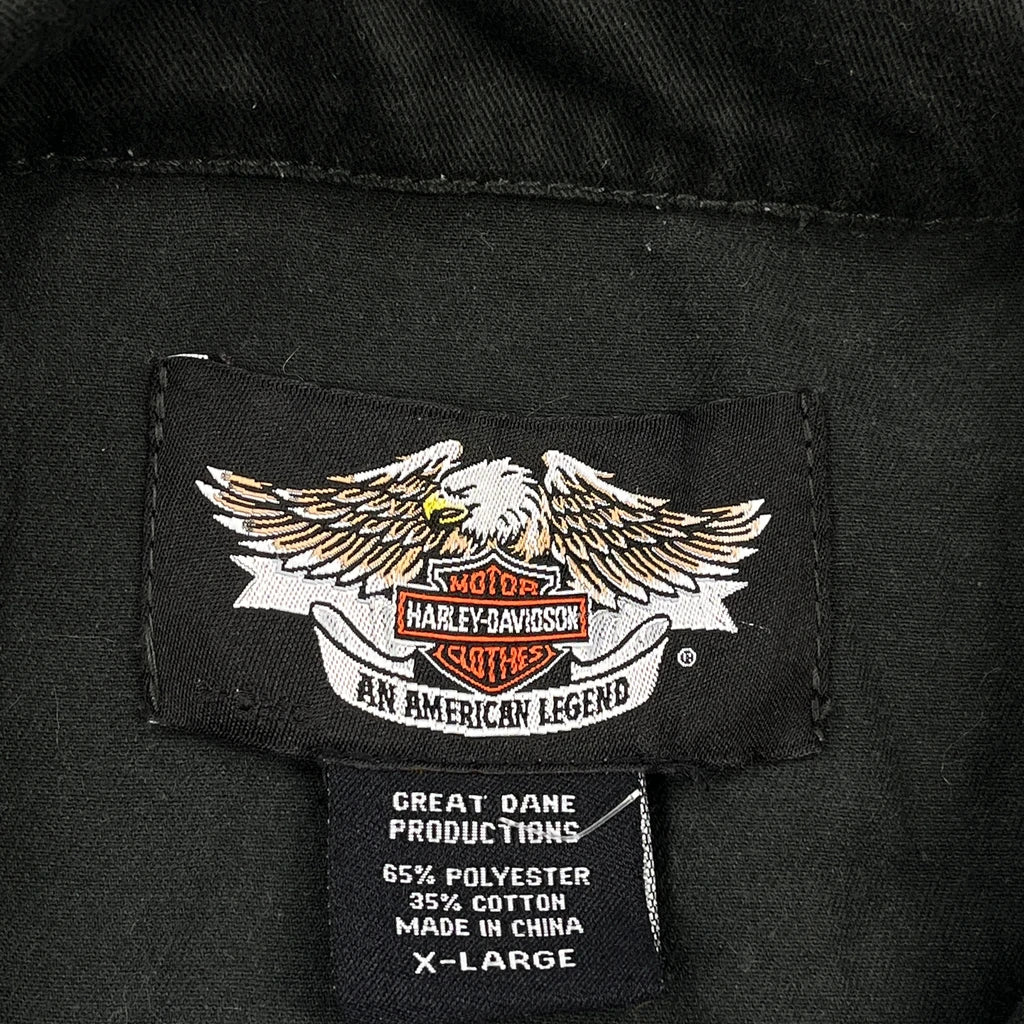 MOTOR
HARLEY-DAVIDSON
CLOTHES
AN AMERICAN LEGEND
®
GREAT DANE
PRODUCTIONS
65% POLYESTER
35% COTTON
MADE IN CHINA
X-LARGE